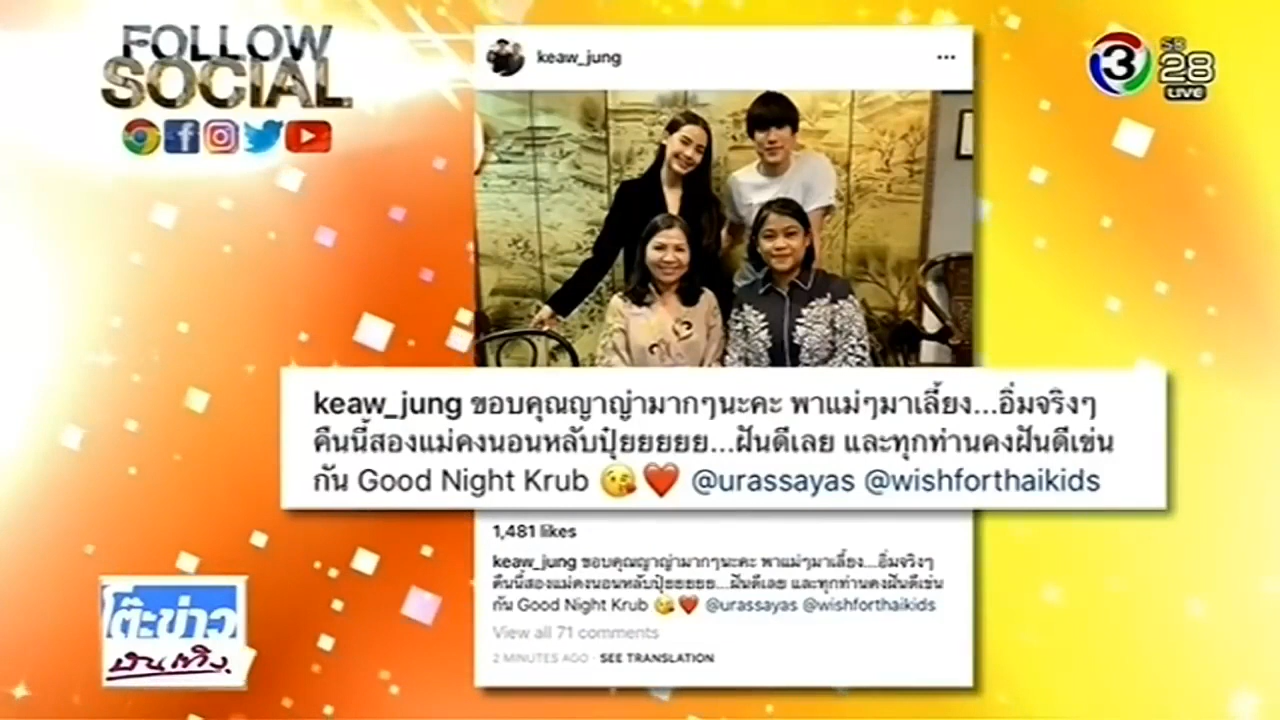 FOLLOW
SOCIAL
keaw_jung
3
SD
28
LIVE
keaw_jung ขอบคุณญาญ่ามากๆนะคะ พาแม่ๆมาเลี้ยง...อิ่มจริงๆ
คืนนี้สองแม่คงนอนหลับปุ๋ยยยยย...ฝันดีเลย และทุกท่านคงฝันดีเช่น
กัน Good Night Krub 😘❤️ @urassayas @wishforthaikids
1,481 likes
keaw_jung ขอบคุณญาญ่ามากๆนะคะ พาแม่ๆมาเลี้ยง...อิ่มจริงๆ
คืนนี้สองแม่คงนอนหลับปุ๋ยยยยย...ฝันดีเลย และทุกท่านคงฝันดีเช่น
กัน Good Night Krub 😘❤️ @urassayas @wishforthaikids
View all 71 comments
2 MINUTES AGO · SEE TRANSLATION
โต๊ะข่าว
บันเทิง